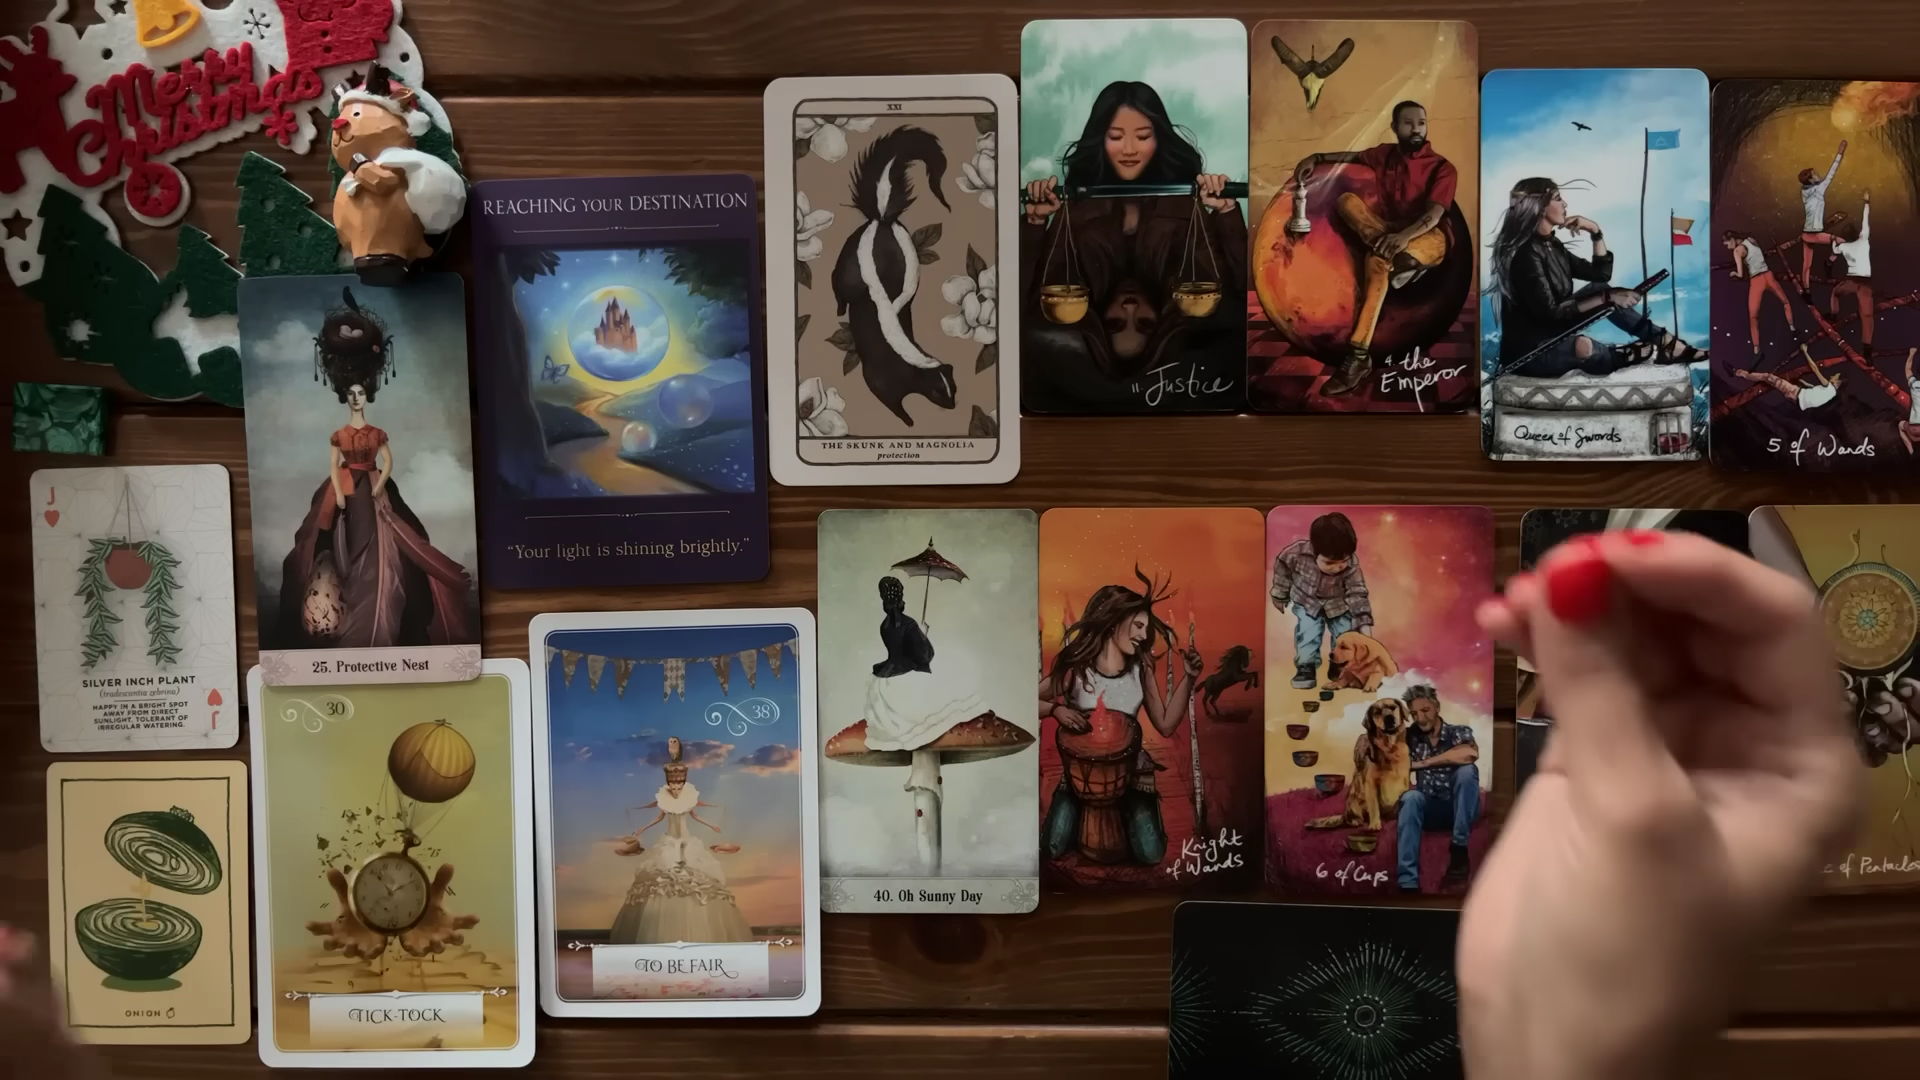 Merry
Christmas
REACHING YOUR DESTINATION
"Your light is shining brightly."
XXI
THE SKUNK AND MAGNOLIA
protection
11. Justice
4. the
Emperor
Queen of Swords
5 of Wands
J
SILVER INCH PLANT
(tradescantia zebrina)
HAPPY IN A BRIGHT SPOT
AWAY FROM DIRECT
SUNLIGHT. TOLERANT OF
IRREGULAR WATERING.
J
25. Protective Nest
30
TICK-TOCK
38
TO BE FAIR
40. Oh Sunny Day
Knight
of Wands
6 of Cups
of Pentacles
ONION